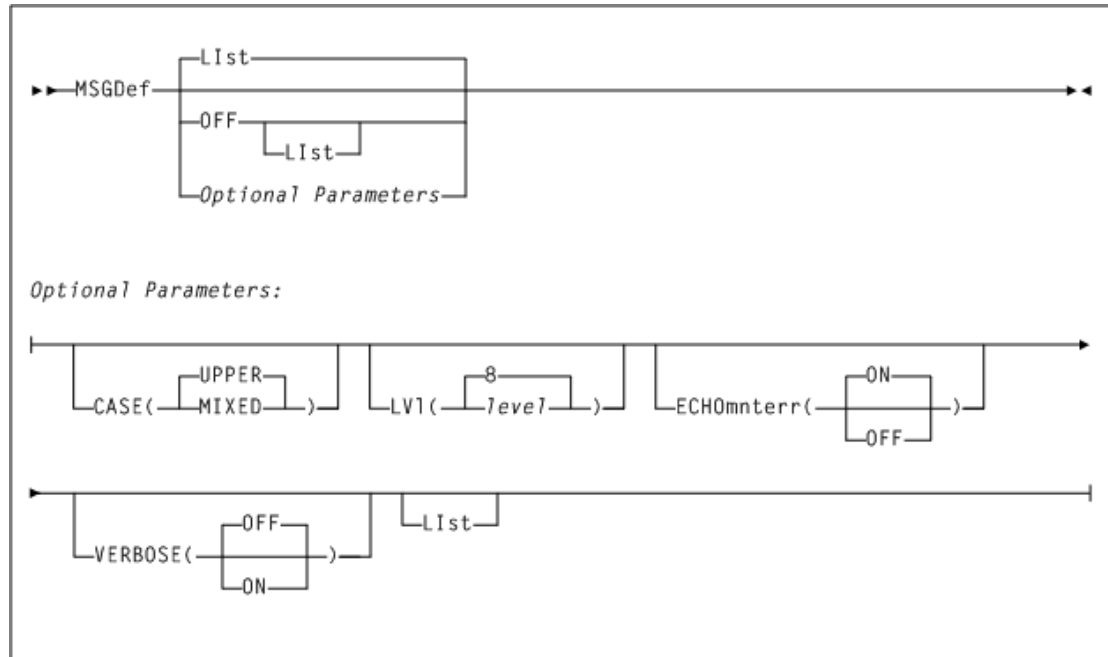 LIst
MSGDef
OFF
LIst
Optional Parameters
Optional Parameters:
UPPER 8 ON
CASE( MIXED ) LVl( level ) ECHOmnterr( )
OFF
OFF LIst
VERBOSE( )
ON